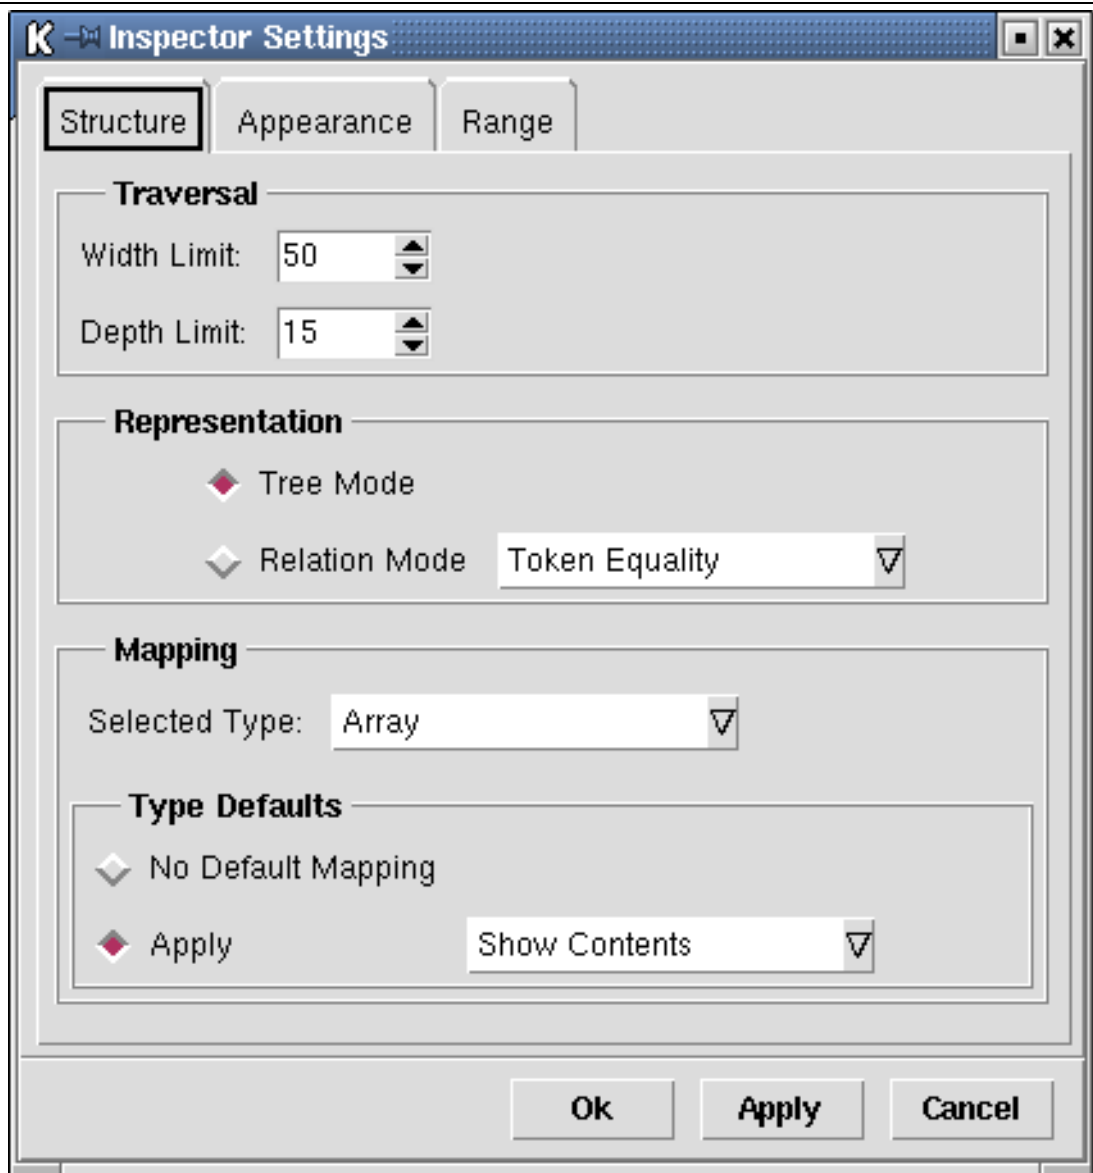 K Inspector Settings
Structure Appearance Range
Traversal
Width Limit: 50
Depth Limit: 15
Representation
Tree Mode
Relation Mode Token Equality
Mapping
Selected Type: Array
Type Defaults
No Default Mapping
Apply Show Contents
Ok Apply Cancel